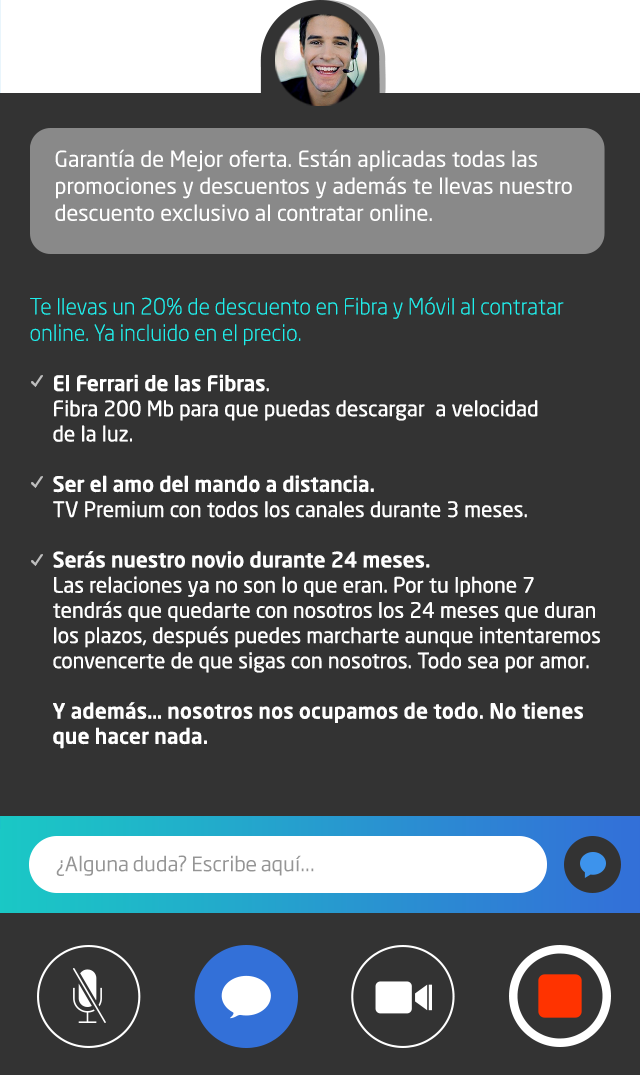 Garantía de Mejor oferta. Están aplicadas todas las
promociones y descuentos y además te llevas nuestro
descuento exclusivo al contratar online.
Te llevas un 20% de descuento en Fibra y Móvil al contratar
online. Ya incluido en el precio.
El Ferrari de las Fibras.
Fibra 200 Mb para que puedas descargar a velocidad
de la luz.
Ser el amo del mando a distancia.
TV Premium con todos los canales durante 3 meses.
Serás nuestro novio durante 24 meses.
Las relaciones ya no son lo que eran. Por tu Iphone 7
tendrás que quedarte con nosotros los 24 meses que duran
los plazos, después puedes marcharte aunque intentaremos
convencerte de que sigas con nosotros. Todo sea por amor.
Y además... nosotros nos ocupamos de todo. No tienes
que hacer nada.
¿Alguna duda? Escribe aquí...